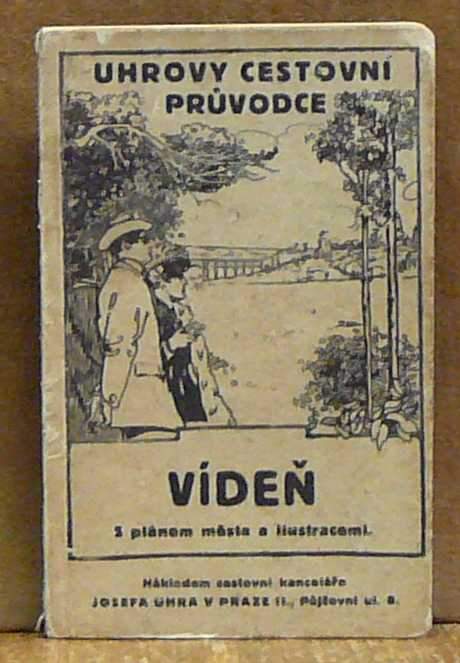 UHROVY CESTOVNÍ
PRŮVODCE
VÍDEŇ
S plánem města a ilustracemi.
Nákladem cestovní kanceláře
JOSEFA UHRA V PRAZE II., Půjčovní ul. 8.